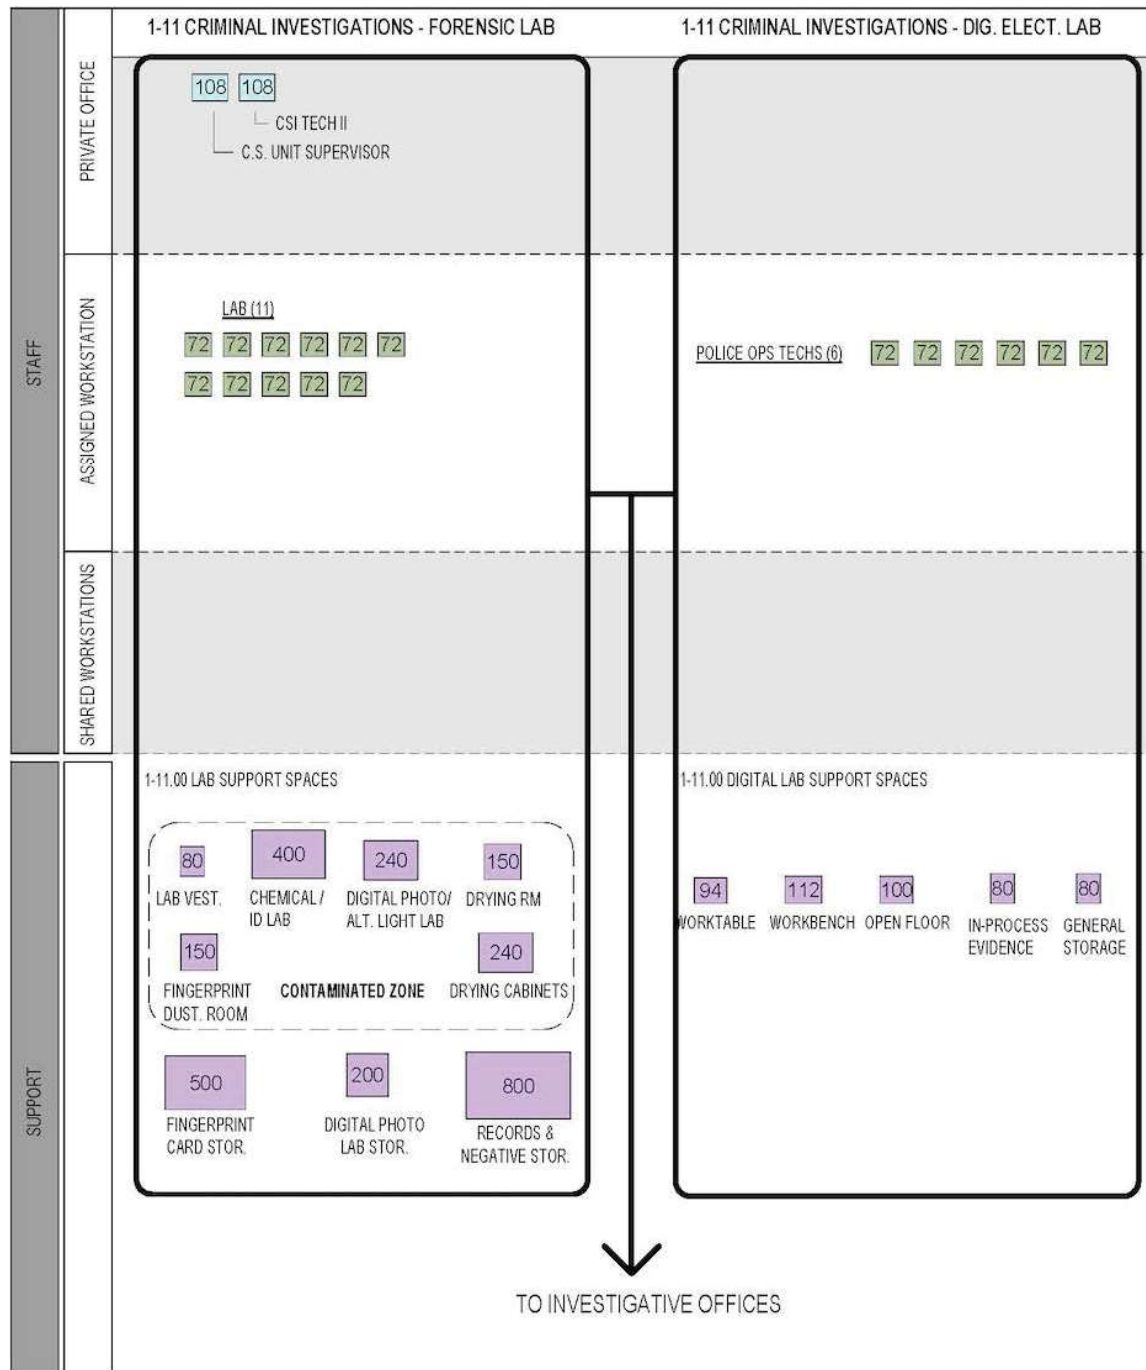 1-11 CRIMINAL INVESTIGATIONS - FORENSIC LAB
1-11 CRIMINAL INVESTIGATIONS - DIG. ELECT. LAB
STAFF
PRIVATE OFFICE
108 108
CSI TECH II
C.S. UNIT SUPERVISOR
ASSIGNED WORKSTATION
LAB (11)
72 72 72 72 72 72
72 72 72 72 72
POLICE OPS TECHS (6) 72 72 72 72 72 72
SHARED WORKSTATIONS
SUPPORT
1-11.00 LAB SUPPORT SPACES
80
LAB VEST.
400
CHEMICAL /
ID LAB
240
DIGITAL PHOTO/
ALT. LIGHT LAB
150
DRYING RM
150
FINGERPRINT
DUST. ROOM
CONTAMINATED ZONE
240
DRYING CABINETS
500
FINGERPRINT
CARD STOR.
200
DIGITAL PHOTO
LAB STOR.
800
RECORDS &
NEGATIVE STOR.
1-11.00 DIGITAL LAB SUPPORT SPACES
94
WORKTABLE
112
WORKBENCH
100
OPEN FLOOR
80
IN-PROCESS
EVIDENCE
80
GENERAL
STORAGE
TO INVESTIGATIVE OFFICES